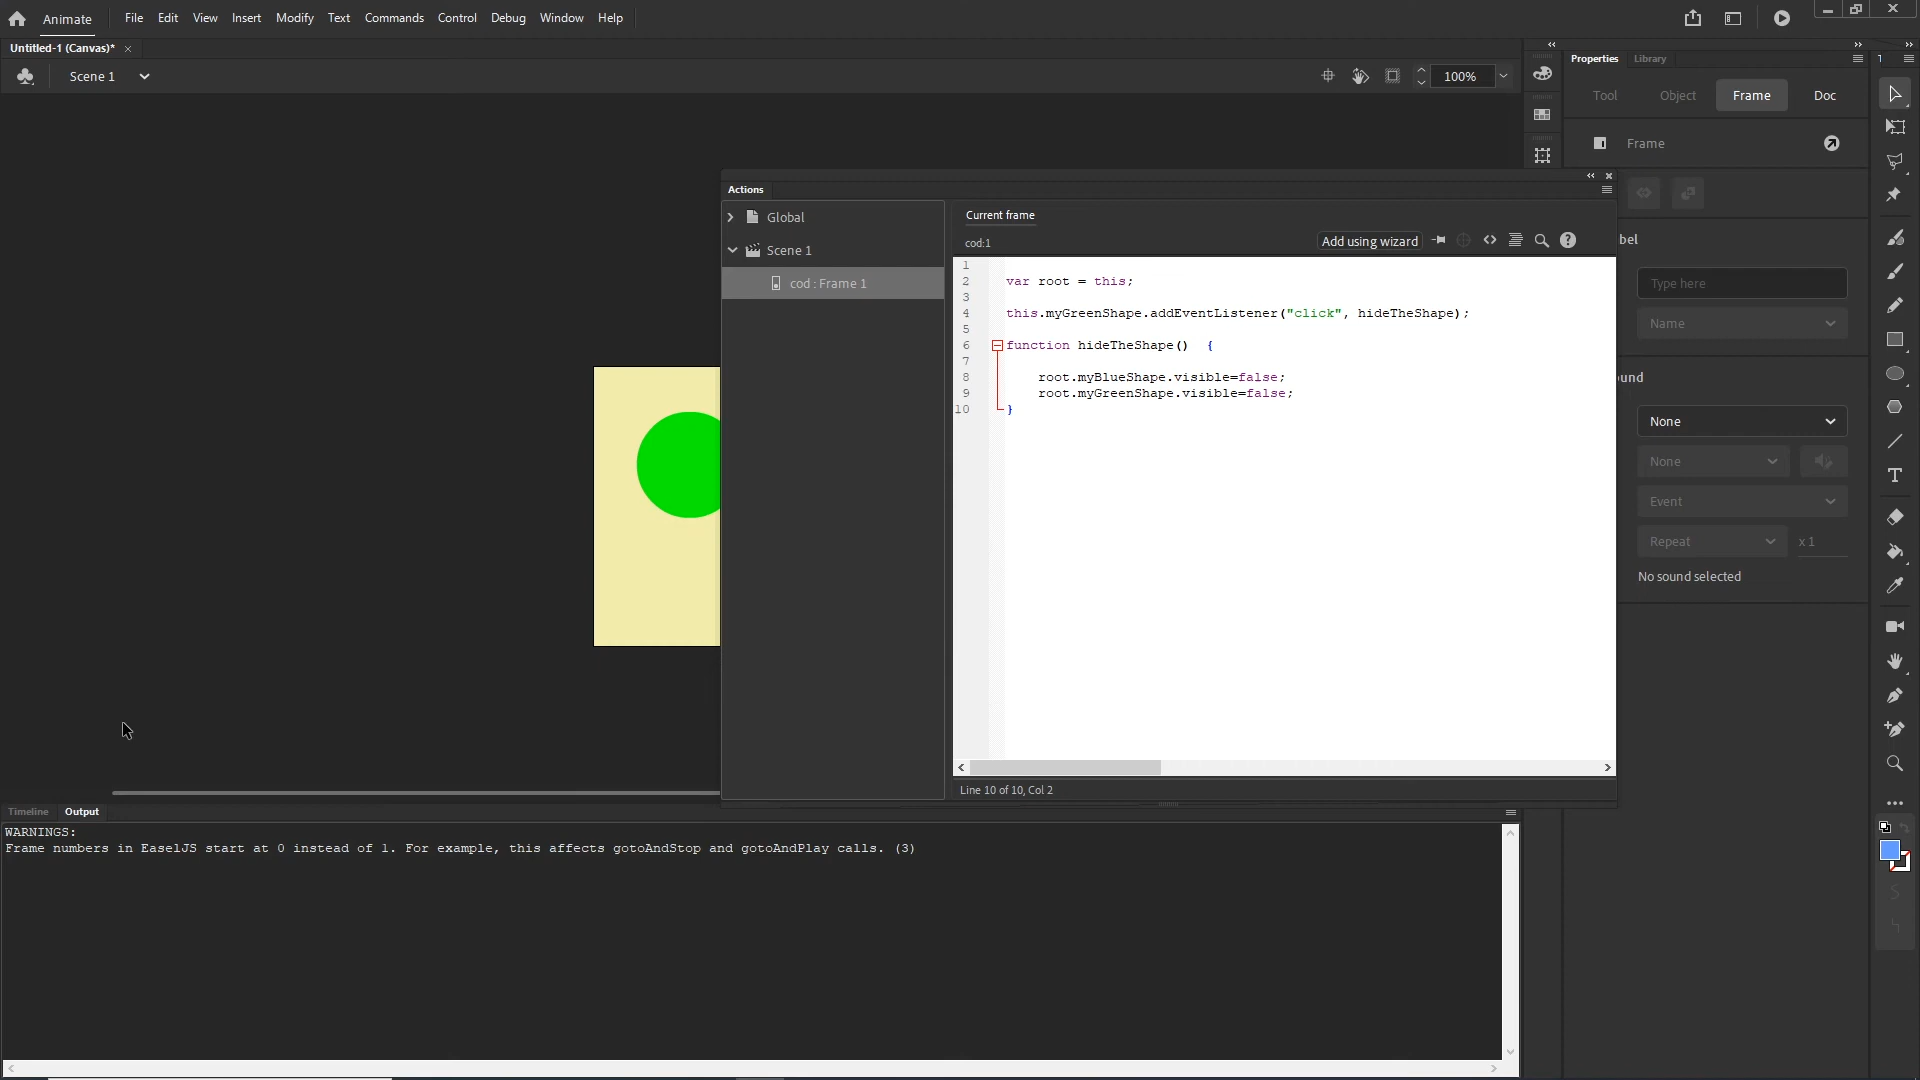 Animate File Edit View Insert Modify Text Commands Control Debug Window Help
Untitled-1 (Canvas)*
Scene 1
100%
Properties Library
Tool Object Frame Doc
Frame
Actions
Global
Scene 1
cod : Frame 1
Current frame
cod:1
Add using wizard
1
2 var root = this;
3
4 this.myGreenShape.addEventListener("click", hideTheShape);
5
6 function hideTheShape()  {
7
8 root.myBlueShape.visible=false;
9 root.myGreenShape.visible=false;
10 }
Line 10 of 10, Col 2
bel
Type here
Name
und
None
None
Event
Repeat x 1
No sound selected
Timeline Output
WARNINGS:
Frame numbers in EaselJS start at 0 instead of 1. For example, this affects gotoAndStop and gotoAndPlay calls. (3)